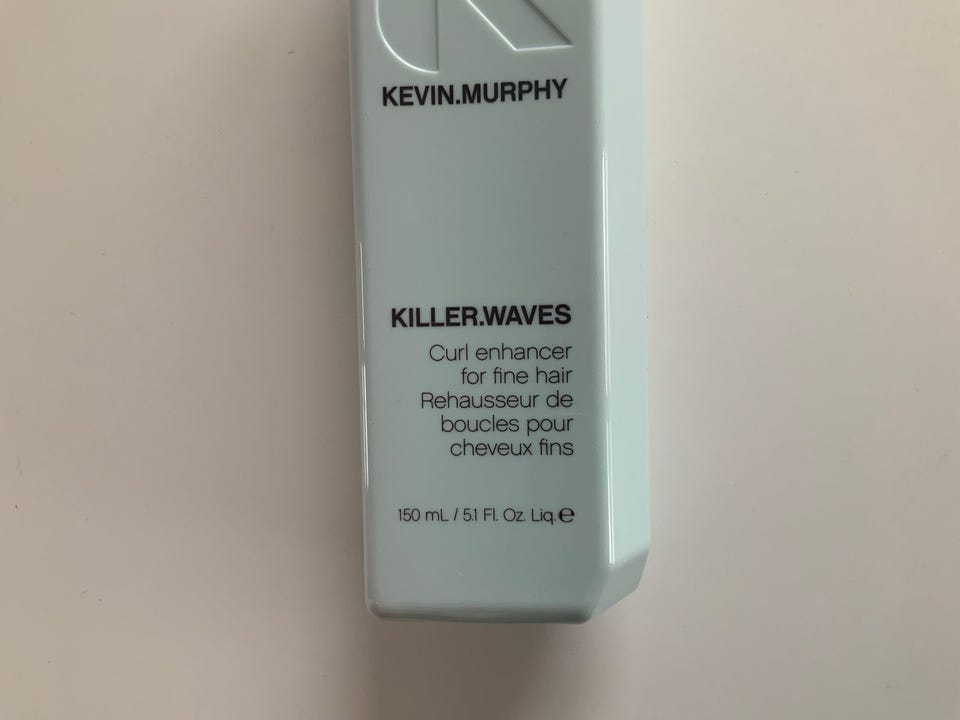 KEVIN.MURPHY
KILLER.WAVES
Curl enhancer
for fine hair
Rehausseur de
boucles pour
cheveux fins
150 mL / 5.1 Fl. Oz. Liq. ℮